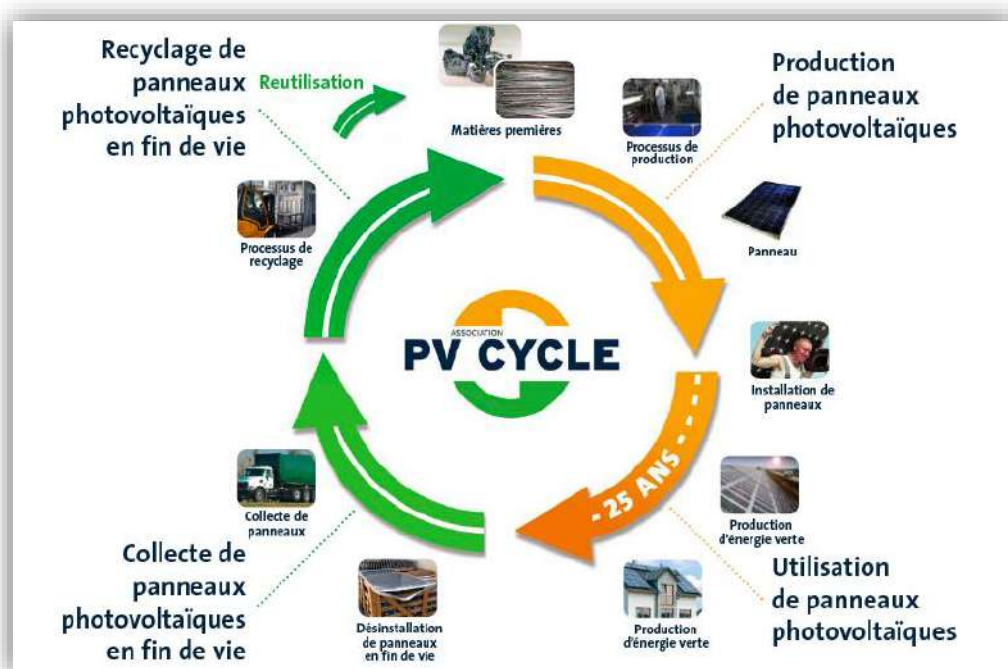 Recyclage de
panneaux
photovoltaïques
en fin de vie
Reutilisation
Matières premières
Processus de
production
Production
de panneaux
photovoltaïques
Processus de
recyclage
Panneau
ASSOCIATION
PV CYCLE
Installation de
panneaux
- 25 ANS -
Collecte de
panneaux
Production
d'énergie verte
Collecte de
panneaux
photovoltaïques
en fin de vie
Désinstallation
de panneaux
en fin de vie
Production
d'énergie verte
Utilisation
de panneaux
photovoltaïques